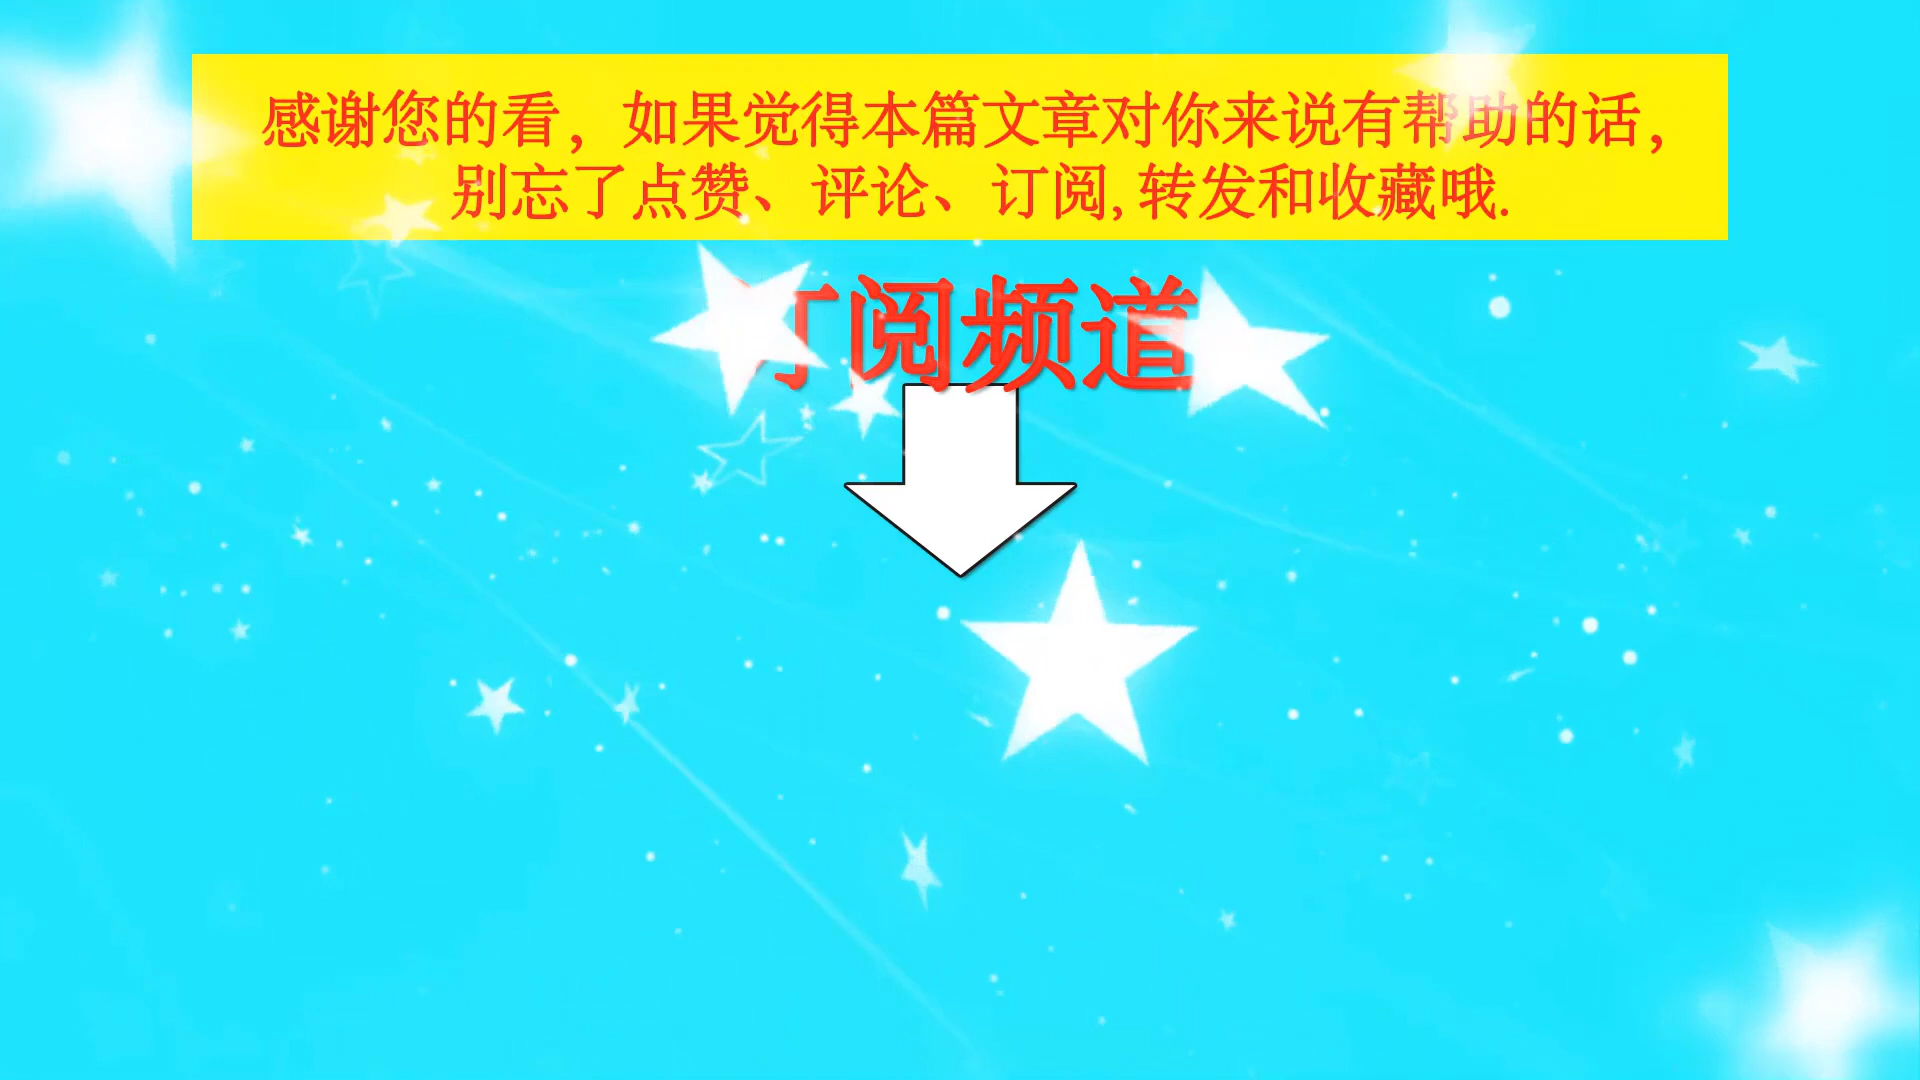 感谢您的看，如果觉得本篇文章对你来说有帮助的话，
别忘了点赞、评论、订阅,转发和收藏哦.
订阅频道